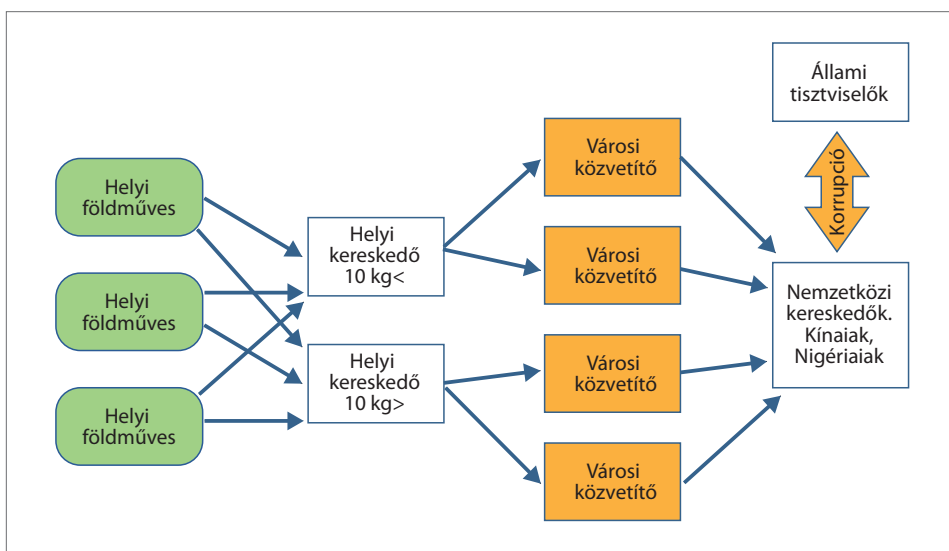 Helyi
földműves
Helyi
földműves
Helyi
földműves
Helyi
kereskedő
10 kg<
Helyi
kereskedő
10 kg>
Városi
közvetítő
Városi
közvetítő
Városi
közvetítő
Városi
közvetítő
Állami
tisztviselők
Korrupció
Nemzetközi
kereskedők.
Kínaiak,
Nigériaiak